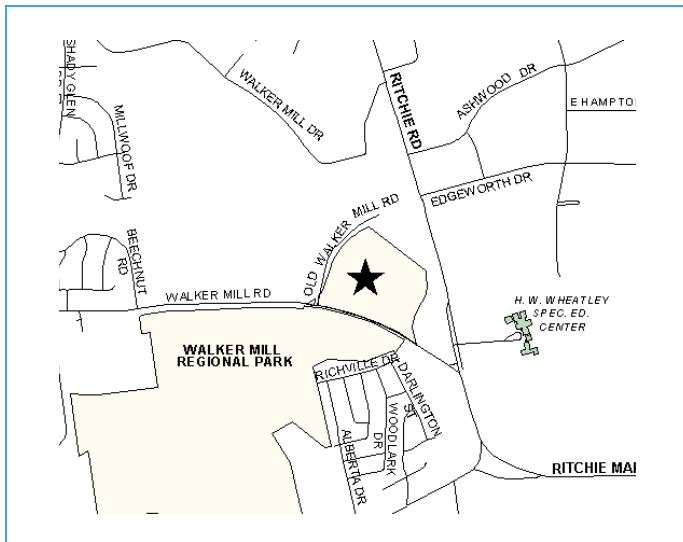 SHADY GLEN
WALKER MILL DR
RITCHIE RD
ASHWOOD DR
E HAMPTO
MILLWOOF DR
EDGEWORTH DR
OLD WALKER MILL RD
BEECHNUT
RD
WALKER MILL RD
H.W. WHEATLEY
SPEC. ED.
CENTER
WALKER MILL
REGIONAL PARK
RICHVILLE DR
DARLINGTON
ST
WOODLARK
DR
ALBERTA DR
RITCHIE MAR